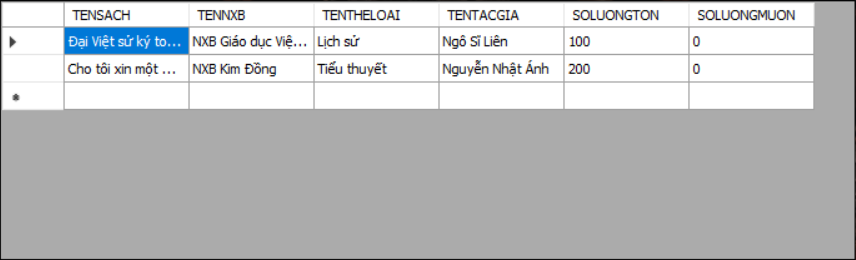 TENSACH TENNXB TENTHELOAI TENTACGIA SOLUONGTON SOLUONGMUON
Đại Việt sử ký to... NXB Giáo dục Việ... Lịch sử Ngô Sĩ Liên 100 0
Cho tôi xin một ... NXB Kim Đồng Tiểu thuyết Nguyễn Nhật Ánh 200 0